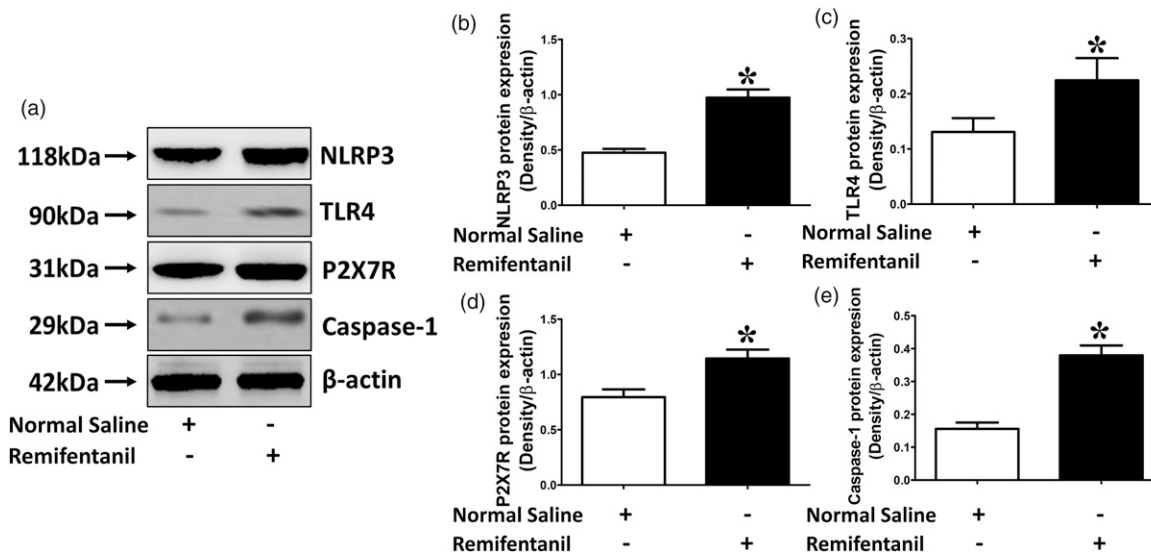 (a)
118kDa → NLRP3
90kDa → TLR4
31kDa → P2X7R
29kDa → Caspase-1
42kDa → β-actin
Normal Saline + -
Remifentanil - +
(b)
NLRP3 protein expresion
(Density/β-actin)
1.5
1.0
0.5
0.0
*
Normal Saline + -
Remifentanil - +
(c)
TLR4 protein expresion
(Density/β-actin)
0.3
0.2
0.1
0.0
*
Normal Saline + -
Remifentanil - +
(d)
P2X7R protein expresion
(Density/β-actin)
1.5
1.0
0.5
0.0
*
Normal Saline + -
Remifentanil - +
(e)
Caspase-1 protein expresion
(Density/β-actin)
0.5
0.4
0.3
0.2
0.1
0.0
*
Normal Saline + -
Remifentanil - +